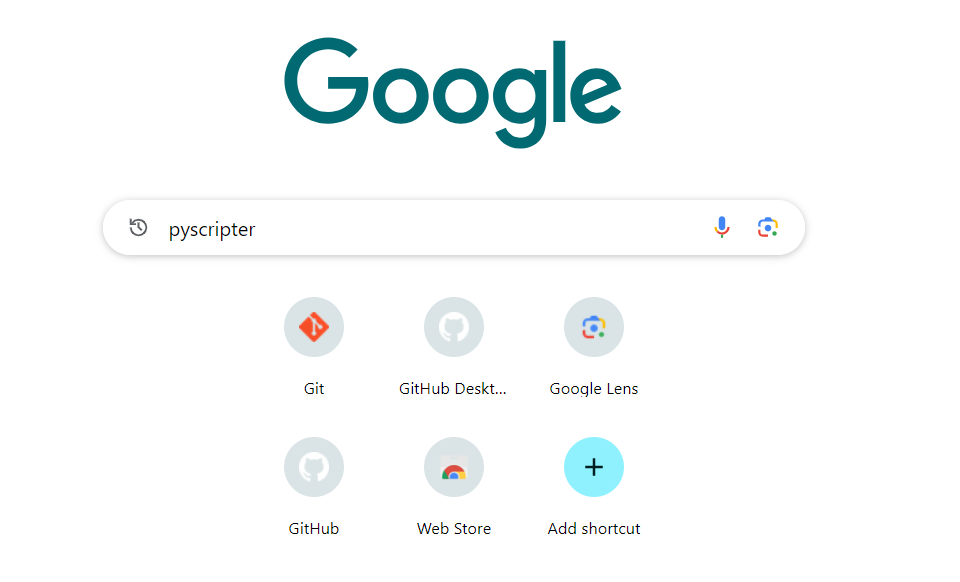 Google
pyscripter
Git
GitHub Deskt...
Google Lens
GitHub
Web Store
Add shortcut